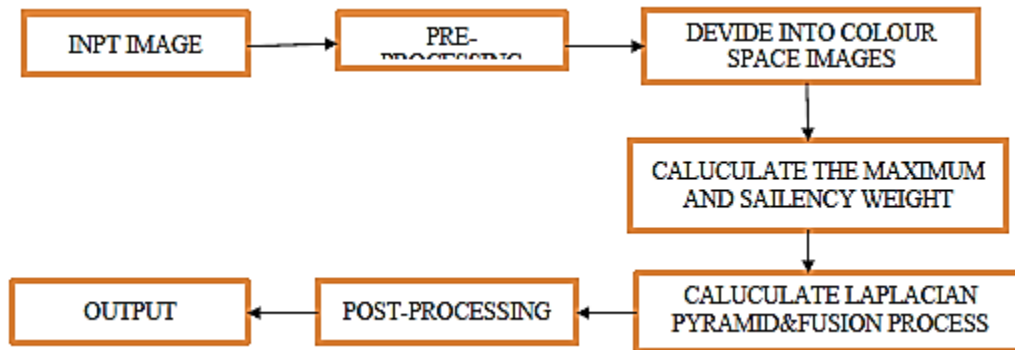 INPT IMAGE
PRE-
PROCESSING
DEVIDE INTO COLOUR
SPACE IMAGES
CALUCULATE THE MAXIMUM
AND SAILENCY WEIGHT
CALUCULATE LAPLACIAN
PYRAMID&FUSION PROCESS
POST-PROCESSING
OUTPUT